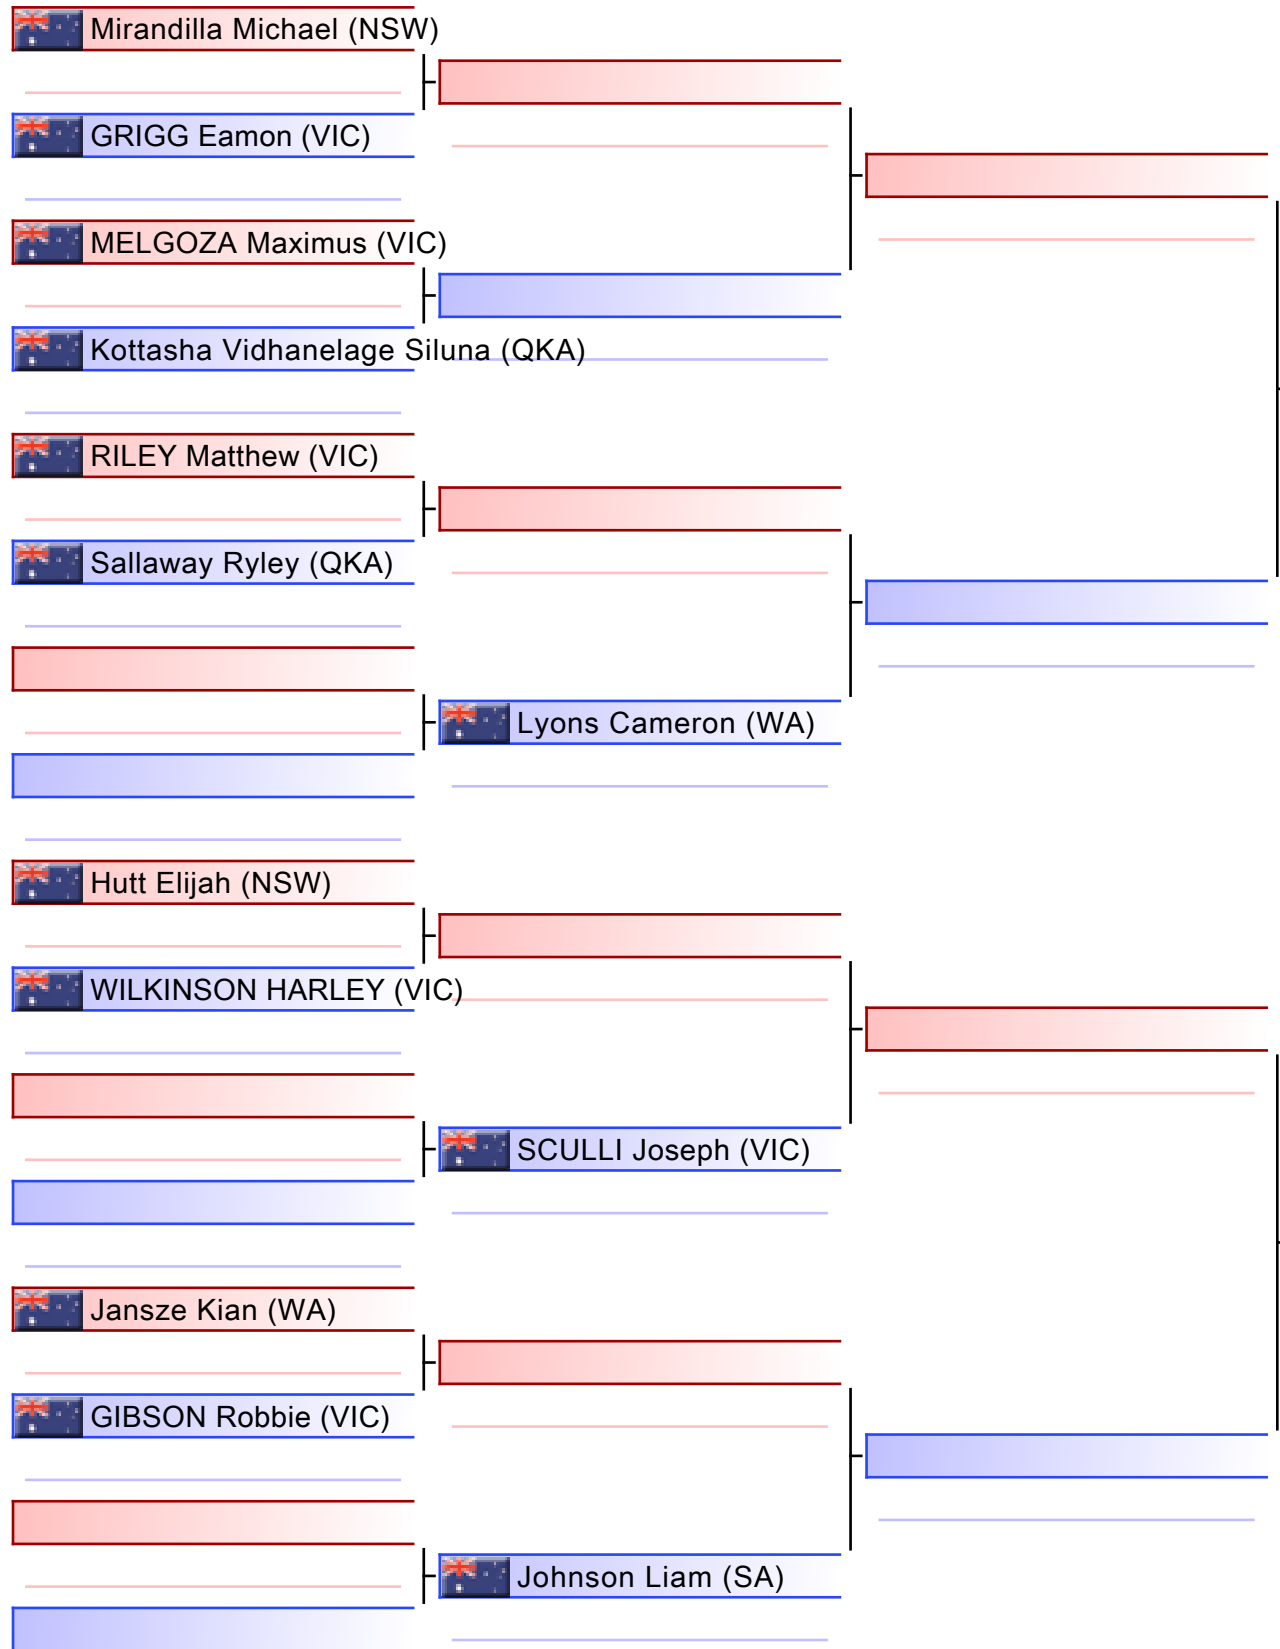 Mirandilla Michael (NSW)
GRIGG Eamon (VIC)
MELGOZA Maximus (VIC)
Kottasha Vidhanelage Siluna (QKA)
RILEY Matthew (VIC)
Sallaway Ryley (QKA)
Lyons Cameron (WA)
Hutt Elijah (NSW)
WILKINSON HARLEY (VIC)
SCULLI Joseph (VIC)
Jansze Kian (WA)
GIBSON Robbie (VIC)
Johnson Liam (SA)